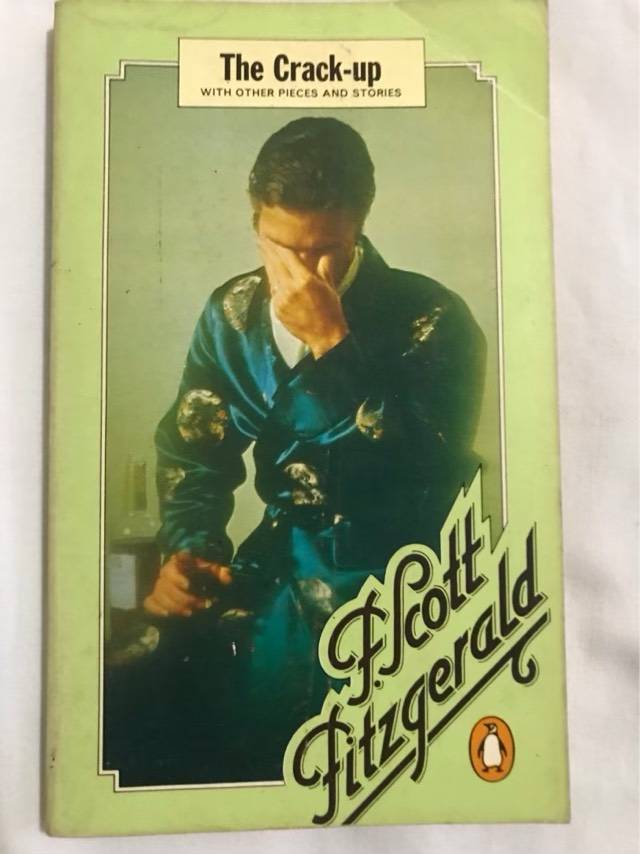 The Crack-up
WITH OTHER PIECES AND STORIES
F. Scott
Fitzgerald